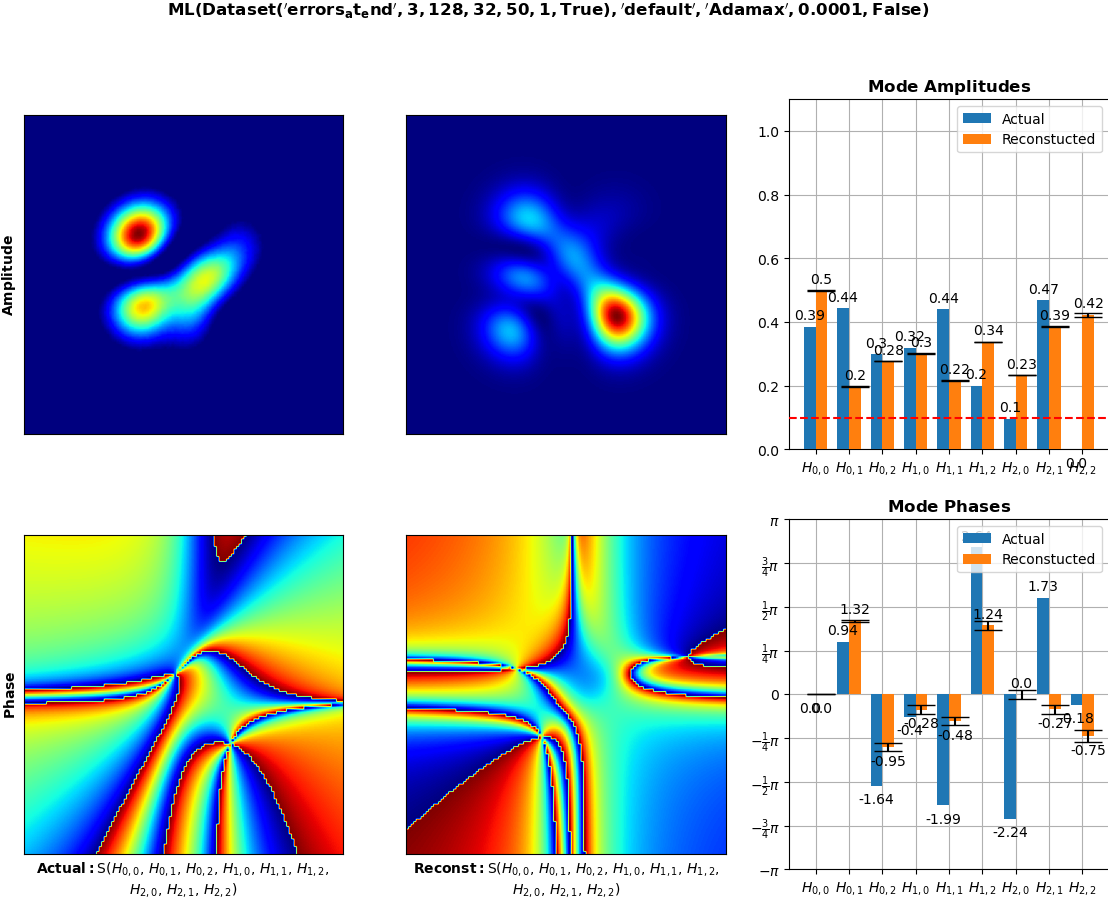 ML(Dataset('errors_at_end', 3, 128, 32, 50, 1, True), 'default', 'Adamax', 0.0001, False)
Amplitude
Mode Amplitudes
Actual
Reconstucted
1.0
0.8
0.6
0.4
0.2
0.0
0.39
0.5
0.44
0.2
0.3
0.28
0.32
0.3
0.44
0.22
0.2
0.34
0.1
0.23
0.47
0.39
0.0
0.42
H0,0 H0,1 H0,2 H1,0 H1,1 H1,2 H2,0 H2,1 H2,2
Phase
Mode Phases
Actual
Reconstucted
π
3/4π
1/2π
1/4π
0
−1/4π
−1/2π
−3/4π
−π
0.0
0.0
0.94
1.32
-1.64
-0.95
-0.4
-0.28
-1.99
-0.48
1.24
-2.24
0.0
1.73
-0.27
-0.18
-0.75
H0,0 H0,1 H0,2 H1,0 H1,1 H1,2 H2,0 H2,1 H2,2
Actual: S(H0,0, H0,1, H0,2, H1,0, H1,1, H1,2,
H2,0, H2,1, H2,2)
Reconst: S(H0,0, H0,1, H0,2, H1,0, H1,1, H1,2,
H2,0, H2,1, H2,2)